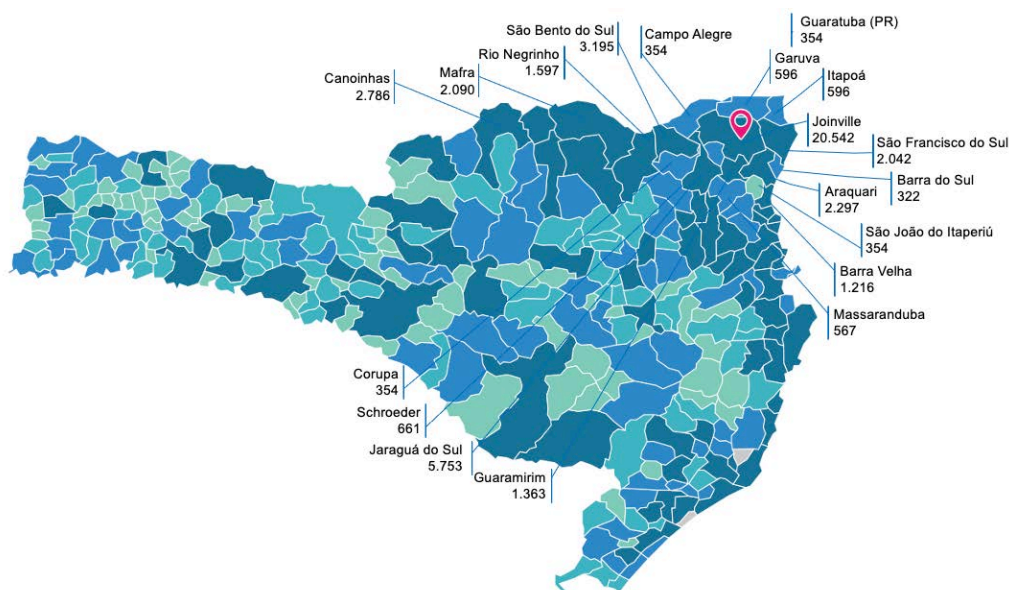 Guaratuba (PR)
354
São Bento do Sul
3.195
Campo Alegre
354
Rio Negrinho
1.597
Garuva
596
Mafra
2.090
Canoinhas
2.786
Itapoá
596
Joinville
20.542
São Francisco do Sul
2.042
Barra do Sul
322
Araquari
2.297
São João do Itaperiú
354
Barra Velha
1.216
Massaranduba
567
Corupa
354
Schroeder
661
Jaraguá do Sul
5.753
Guaramirim
1.363